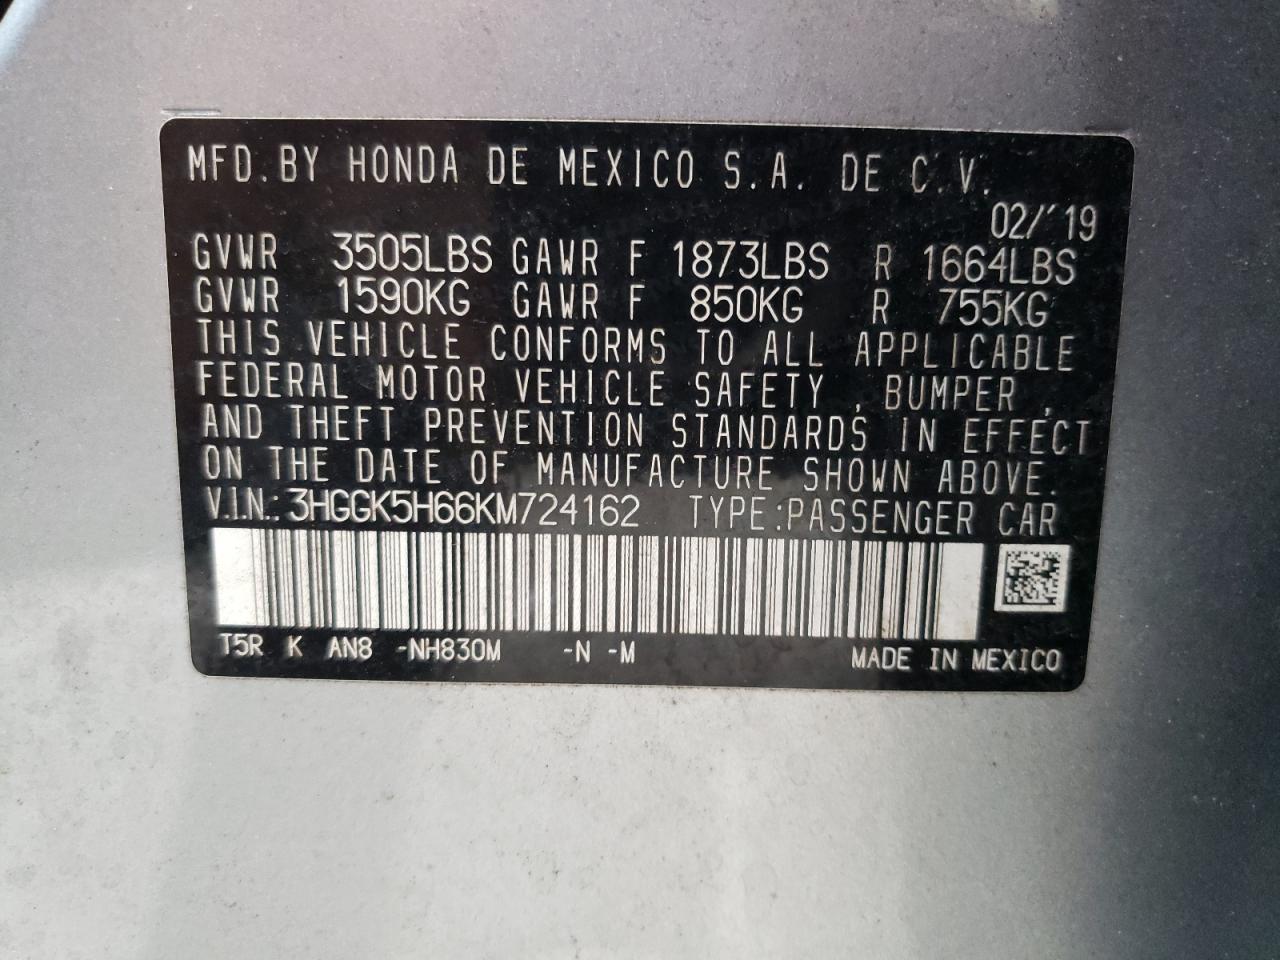 MFD.BY HONDA DE MEXICO S.A. DE C.V.
02/'19
GVWR 3505LBS GAWR F 1873LBS R 1664LBS
GVWR 1590KG GAWR F 850KG R 755KG
THIS VEHICLE CONFORMS TO ALL APPLICABLE
FEDERAL MOTOR VEHICLE SAFETY , BUMPER ,
AND THEFT PREVENTION STANDARDS IN EFFECT
ON THE DATE OF MANUFACTURE SHOWN ABOVE.
V.I.N.: 3HGGK5H66KM724162 TYPE:PASSENGER CAR
T5R K AN8 -NH830M -N -M MADE IN MEXICO